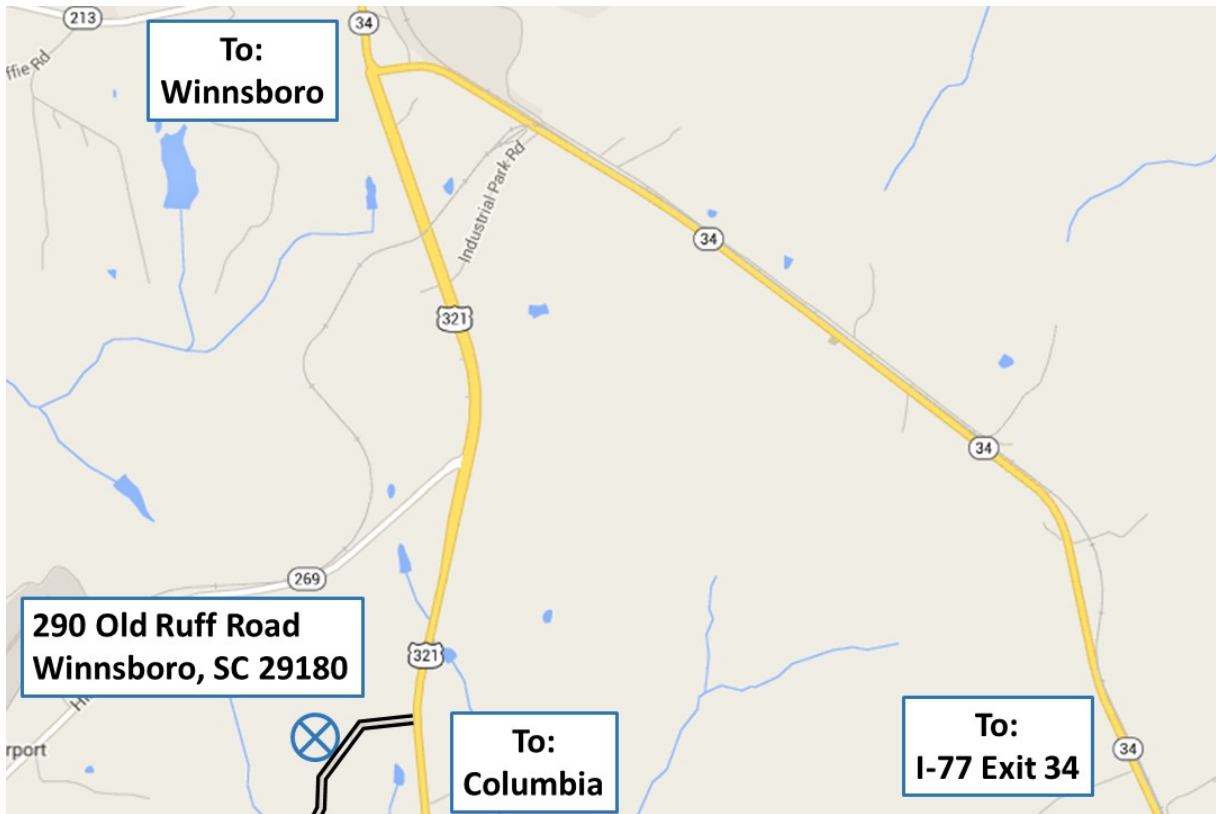 213
34
ffie Rd
To:
Winnsboro
Industrial Park Rd
34
321
34
269
290 Old Ruff Road
Winnsboro, SC 29180
321
Hi
rport
To:
Columbia
To:
I-77 Exit 34
34